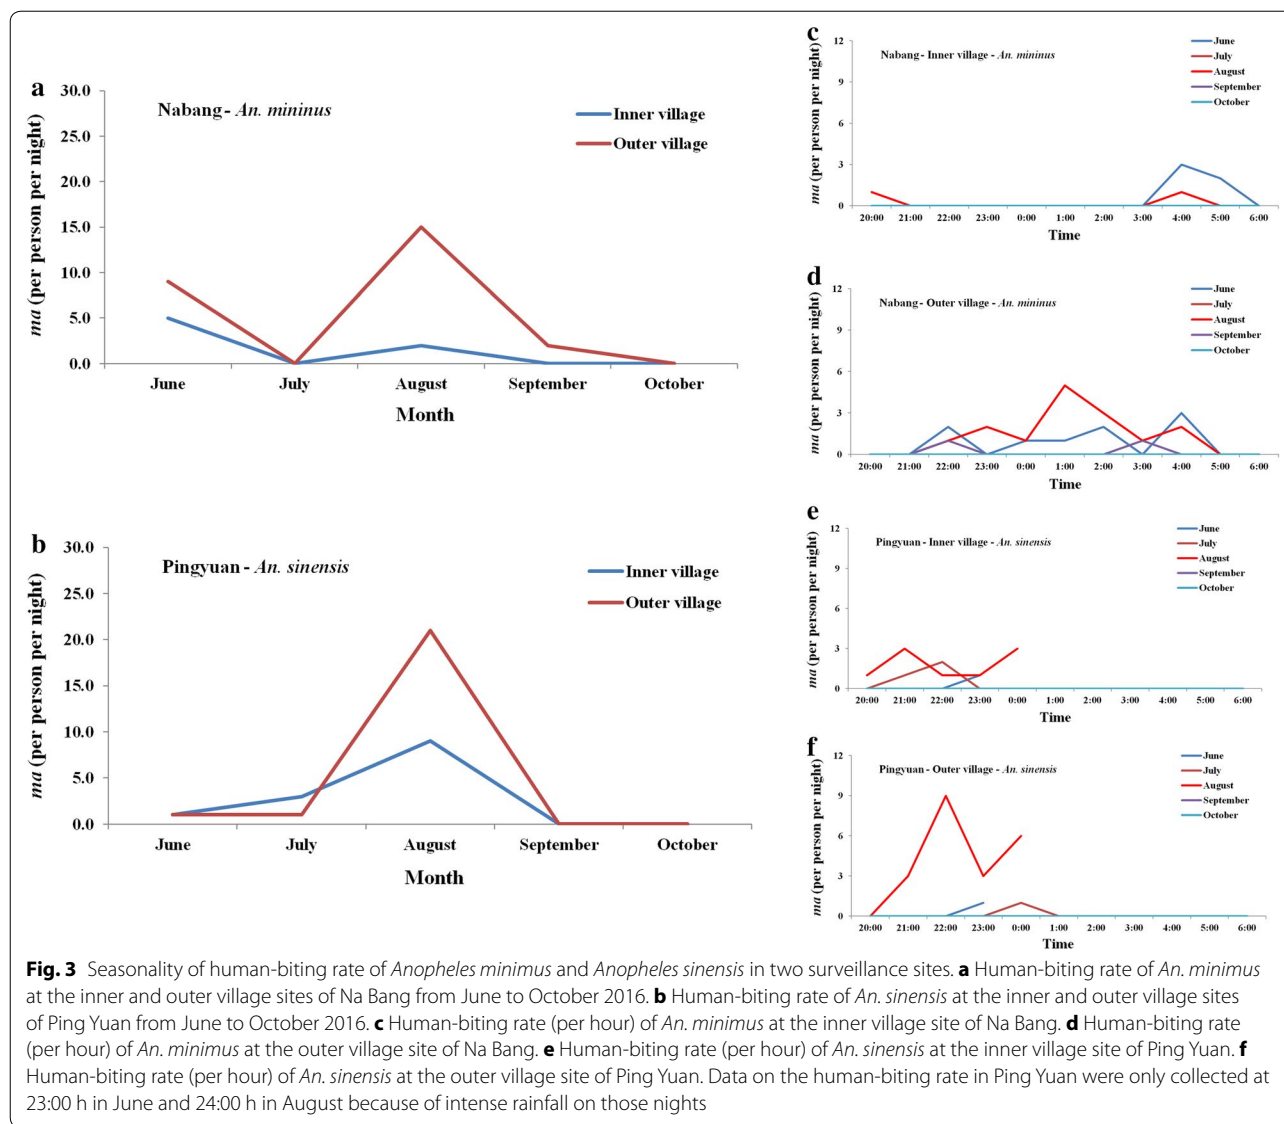 a
30.0
25.0
20.0
15.0
10.0
5.0
0.0
ma (per person per night)
Nabang - An. mininus
Inner village
Outer village
June July August September October
Month
b
30.0
25.0
20.0
15.0
10.0
5.0
0.0
ma (per person per night)
Pingyuan - An. sinensis
Inner village
Outer village
June July August September October
Month
c
12
9
6
3
0
ma (per person per night)
Nabang - Inner village - An. mininus
June
July
August
September
October
20:00 21:00 22:00 23:00 0:00 1:00 2:00 3:00 4:00 5:00 6:00
Time
d
12
9
6
3
0
ma (per person per night)
Nabang - Outer village - An. mininus
June
July
August
September
October
20:00 21:00 22:00 23:00 0:00 1:00 2:00 3:00 4:00 5:00 6:00
Time
e
12
9
6
3
0
ma (per person per night)
Pingyuan - Inner village - An. sinensis
June
July
August
September
October
20:00 21:00 22:00 23:00 0:00 1:00 2:00 3:00 4:00 5:00 6:00
Time
f
12
9
6
3
0
ma (per person per night)
Pingyuan - Outer village - An. sinensis
June
July
August
September
October
20:00 21:00 22:00 23:00 0:00 1:00 2:00 3:00 4:00 5:00 6:00
Time
Fig. 3 Seasonality of human-biting rate of Anopheles minimus and Anopheles sinensis in two surveillance sites. a Human-biting rate of An. minimus
at the inner and outer village sites of Na Bang from June to October 2016. b Human-biting rate of An. sinensis at the inner and outer village sites
of Ping Yuan from June to October 2016. c Human-biting rate (per hour) of An. minimus at the inner village site of Na Bang. d Human-biting rate
(per hour) of An. minimus at the outer village site of Na Bang. e Human-biting rate (per hour) of An. sinensis at the inner village site of Ping Yuan. f
Human-biting rate (per hour) of An. sinensis at the outer village site of Ping Yuan. Data on the human-biting rate in Ping Yuan were only collected at
23:00 h in June and 24:00 h in August because of intense rainfall on those nights